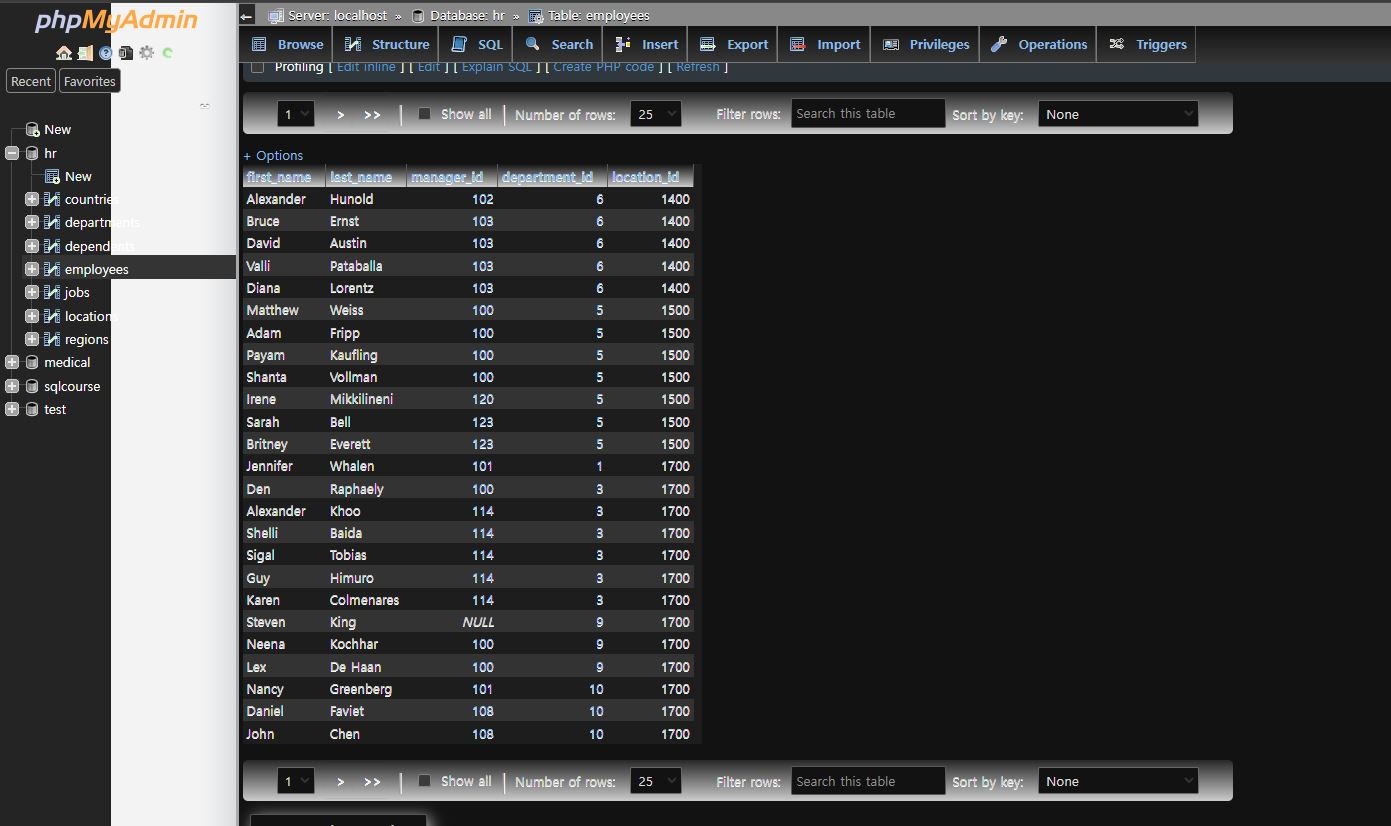 phpMyAdmin
Recent Favorites
New
hr
New
countries
departments
dependents
employees
jobs
locations
regions
medical
sqlcourse
test
Server: localhost » Database: hr » Table: employees
Browse Structure SQL Search Insert Export Import Privileges Operations Triggers
Profiling [ Edit inline ] [ Edit ] [ Explain SQL ] [ Create PHP code ] [ Refresh ]
1 > >> Show all Number of rows: 25 Filter rows: Search this table Sort by key: None
+ Options
first_name last_name manager_id department_id location_id
Alexander Hunold 102 6 1400
Bruce Ernst 103 6 1400
David Austin 103 6 1400
Valli Pataballa 103 6 1400
Diana Lorentz 103 6 1400
Matthew Weiss 100 5 1500
Adam Fripp 100 5 1500
Payam Kaufling 100 5 1500
Shanta Vollman 100 5 1500
Irene Mikkilineni 120 5 1500
Sarah Bell 123 5 1500
Britney Everett 123 5 1500
Jennifer Whalen 101 1 1700
Den Raphaely 100 3 1700
Alexander Khoo 114 3 1700
Shelli Baida 114 3 1700
Sigal Tobias 114 3 1700
Guy Himuro 114 3 1700
Karen Colmenares 114 3 1700
Steven King NULL 9 1700
Neena Kochhar 100 9 1700
Lex De Haan 100 9 1700
Nancy Greenberg 101 10 1700
Daniel Faviet 108 10 1700
John Chen 108 10 1700
1 > >> Show all Number of rows: 25 Filter rows: Search this table Sort by key: None